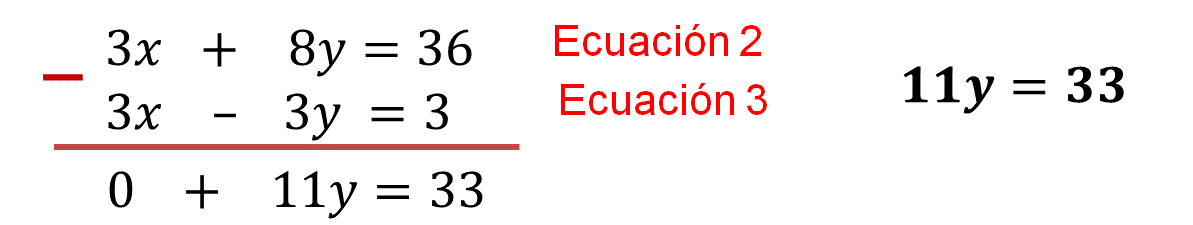 3x + 8y = 36 Ecuación 2
− 3x − 3y = 3 Ecuación 3
0 + 11y = 33
11y = 33